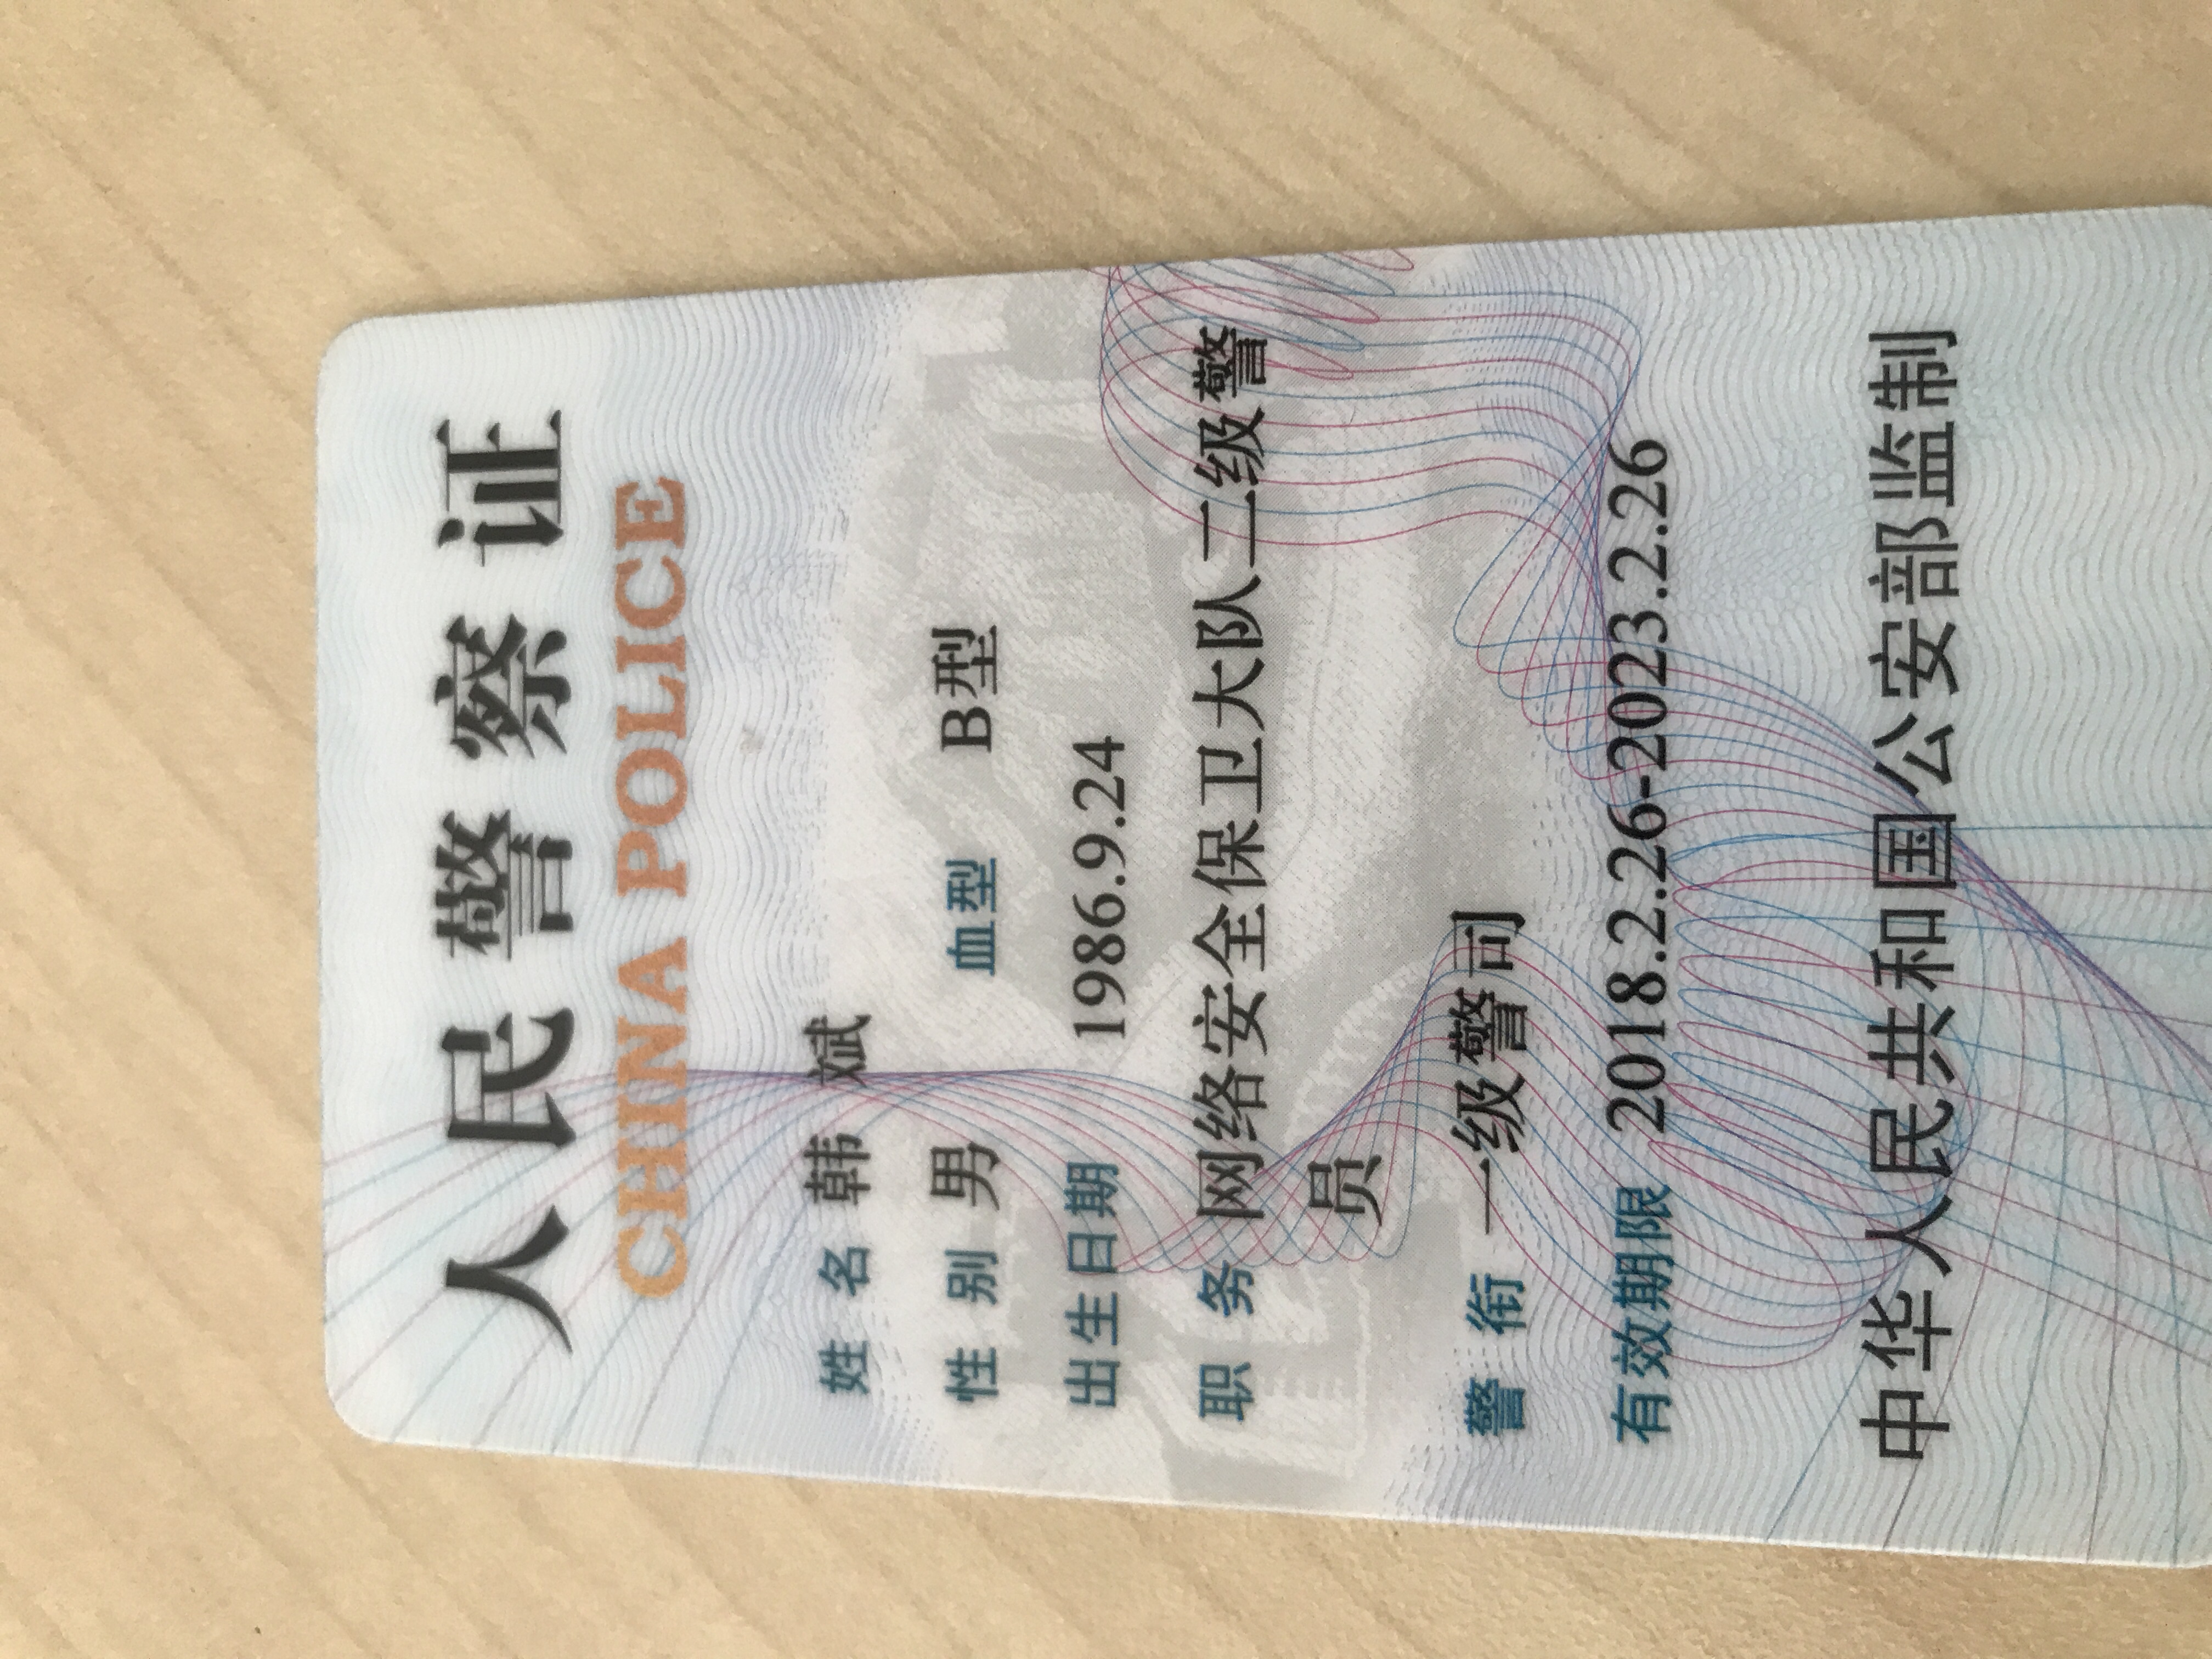 人民警察证
CHINA POLICE
姓 名 韩 斌
性 别 男 血型 B型
出生日期 1986.9.24
职 务 网络安全保卫大队二级警
员
警 衔 一级警司
有效期限 2018.2.26-2023.2.26
中华人民共和国公安部监制